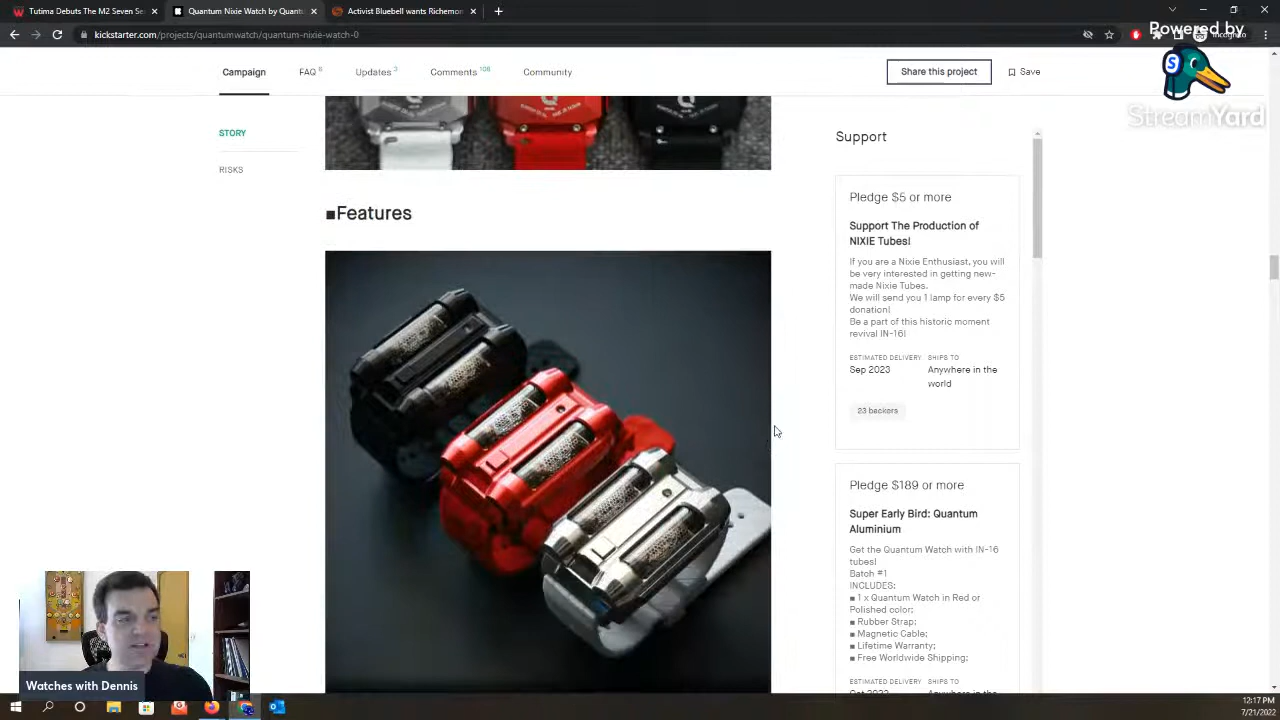 Tutima Debuts The M2 Seven Se
Quantum Nixie Watch by Quant
Activist Bluebell wants Richemon
kickstarter.com/projects/quantumwatch/quantum-nixie-watch-0
Powered by
StreamYard
Campaign
FAQ 6
Updates 3
Comments 108
Community
Share this project
Save
STORY
RISKS
■Features
Support
Pledge $5 or more
Support The Production of
NIXIE Tubes!
If you are a Nixie Enthusiast, you will
be very interested in getting new-
made Nixie Tubes.
We will send you 1 lamp for every $5
donation!
Be a part of this historic moment
revival IN-16!
ESTIMATED DELIVERY
SHIPS TO
Sep 2023
Anywhere in the
world
23 backers
Pledge $189 or more
Super Early Bird: Quantum
Aluminium
Get the Quantum Watch with IN-16
tubes!
Batch #1
INCLUDES:
■ 1 x Quantum Watch in Red or
Polished color;
■ Rubber Strap;
■ Magnetic Cable;
■ Lifetime Warranty;
■ Free Worldwide Shipping;
ESTIMATED DELIVERY
SHIPS TO
Watches with Dennis
12:17 PM
7/21/2022